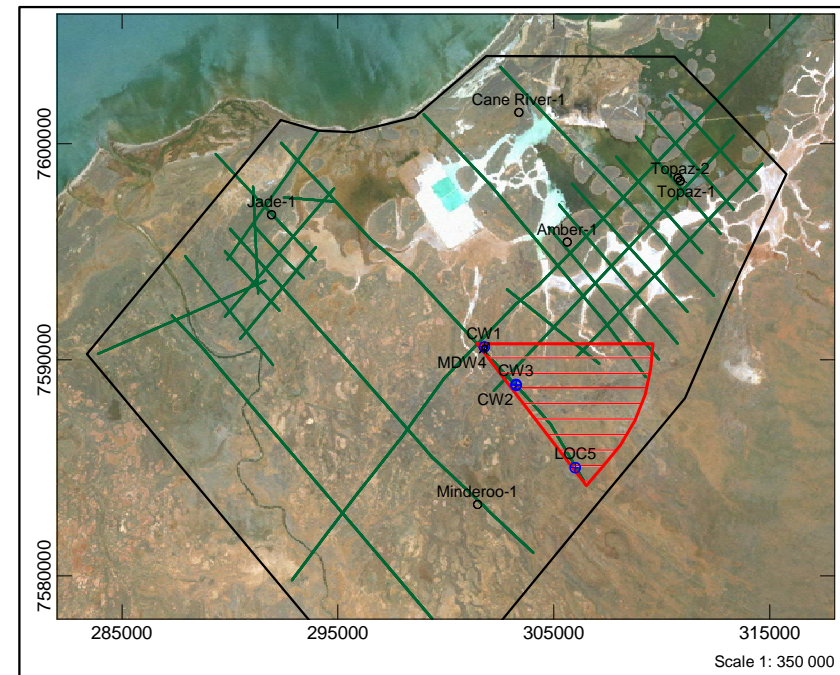 Cane River-1
7600000
Topaz-2
Topaz-1
Jade-1
Amber-1
CW1
MDW4
7590000
CW3
CW2
LOC5
Minderoo-1
7580000
285000
295000
305000
315000
Scale 1: 350 000